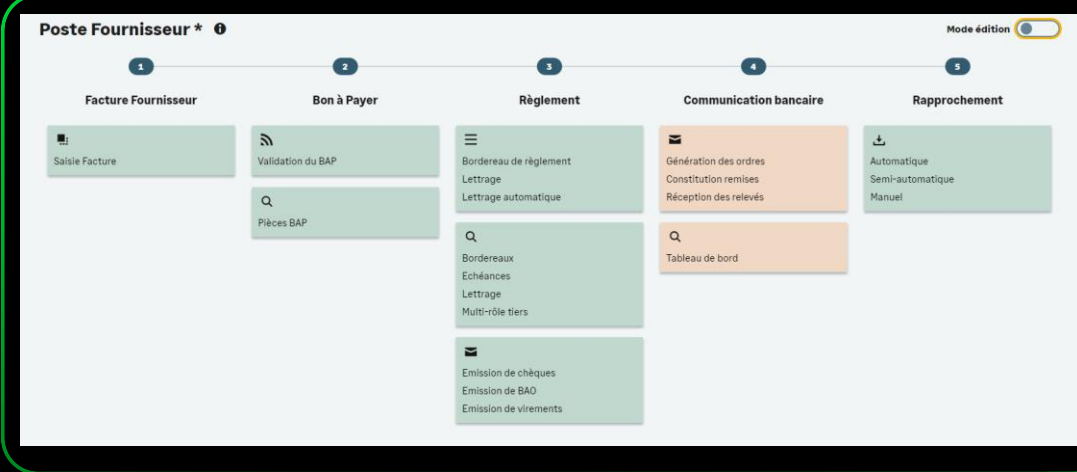 Poste Fournisseur *
Mode édition
1
2
3
4
5
Facture Fournisseur
Bon à Payer
Règlement
Communication bancaire
Rapprochement
Saisie Facture
Validation du BAP
Pièces BAP
Bordereau de règlement
Lettrage
Lettrage automatique
Bordereaux
Echéances
Lettrage
Multi-rôle tiers
Emission de chèques
Emission de BAO
Emission de virements
Génération des ordres
Constitution remises
Réception des relevés
Tableau de bord
Automatique
Semi-automatique
Manuel